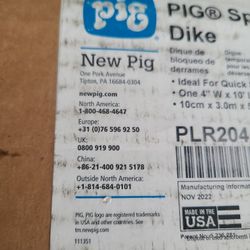 pig
PIG® Sp
Dike
New Pig
One Pork Avenue
Tipton, PA 16684-0304
newpig.com
North America:
1-800-468-4647
Europe:
+31 (0)76 596 92 50
UK:
0800 919 900
China:
+86-21-400 921 5178
Outside North America:
+1-814-684-0101
PIG, PIG logo are registered trademarks
in USA and other countries. See
tm.newpig.com
111351
Dique de
bloqueo de
derrames
temporal
para
• Ideal For Quick
• One 4" W x 10'
• 10cm x 3.0m
PLR204
Manufacturing Information
NOV 2022
MADE IN THE
USA